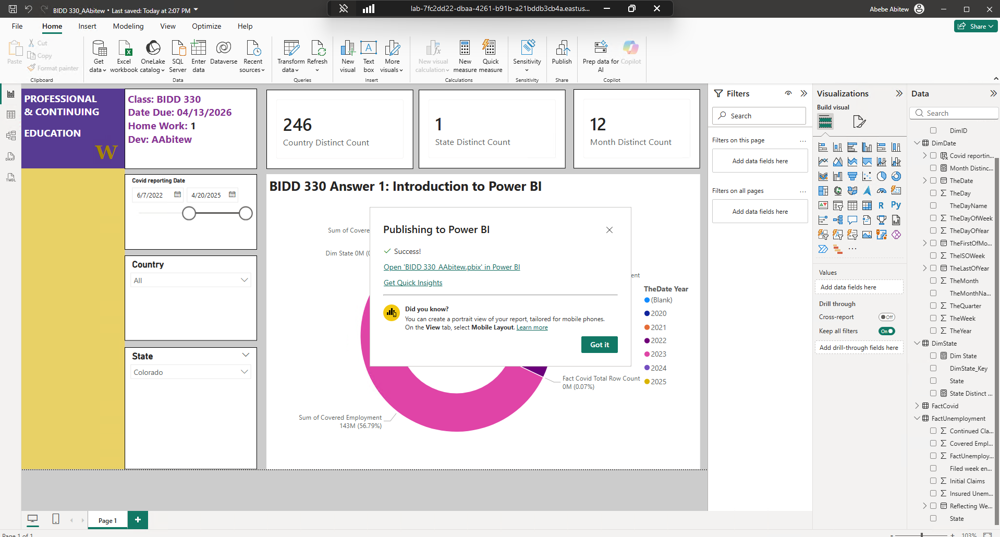 BIDD 330_AAbitew • Last saved: Today at 2:07 PM
lab-7fc2dd22-dbaa-4261-b91b-a21bddb3cb4a.eastus...
Abebe Abitew
File
Home
Insert
Modeling
View
Optimize
Help
Share
Paste
Cut
Copy
Format painter
Clipboard
Get data
Excel workbook
OneLake catalog
SQL Server
Enter data
Dataverse
Recent sources
Data
Transform data
Refresh
Queries
New visual
Text box
More visuals
Insert
New visual calculation
New measure
Quick measure
Calculations
Sensitivity
Sensitivity
Publish
Share
Prep data for AI
Copilot
Copilot
PROFESSIONAL
& CONTINUING
EDUCATION
W
Class: BIDD 330
Date Due: 04/13/2026
Home Work: 1
Dev: AAbitew
246
Country Distinct Count
1
State Distinct Count
12
Month Distinct Count
Covid reporting Date
6/7/2022
4/20/2025
Country
All
State
Colorado
BIDD 330 Answer 1: Introduction to Power BI
Sum of Covere
Dim State 0M (0
ent
Publishing to Power BI
Success!
Open 'BIDD 330_AAbitew.pbix' in Power BI
Get Quick Insights
Did you know?
You can create a portrait view of your report, tailored for mobile phones.
On the View tab, select Mobile Layout. Learn more
Got it
TheDate Year
(Blank)
2020
2021
2022
2023
2024
2025
Fact Covid Total Row Count
0M (0.07%)
Sum of Covered Employment
143M (56.79%)
Filters
Search
Filters on this page
...
Add data fields here
Filters on all pages
...
Add data fields here
Visualizations
Build visual
123
R
Py
...
Values
Add data fields here
Drill through
Cross-report
Off
Keep all filters
On
Add drill-through fields here
Data
Search
DimID
DimDate
Covid reportin...
Month Distinc...
TheDate
TheDay
TheDayName
TheDayOfWeek
TheDayOfYear
TheFirstOfMo...
TheISOWeek
TheLastOfYear
TheMonth
TheMonthNa...
TheQuarter
TheWeek
TheYear
DimState
Dim State
DimState_Key
State
State Distinct ...
FactCovid
FactUnemployment
Continued Cla...
Covered Empl...
FactUnemploy...
Filed week en...
Initial Claims
Insured Unem...
Reflecting We...
State
DAX
TMDL
Page 1
Page 1 of 1
- + 103%